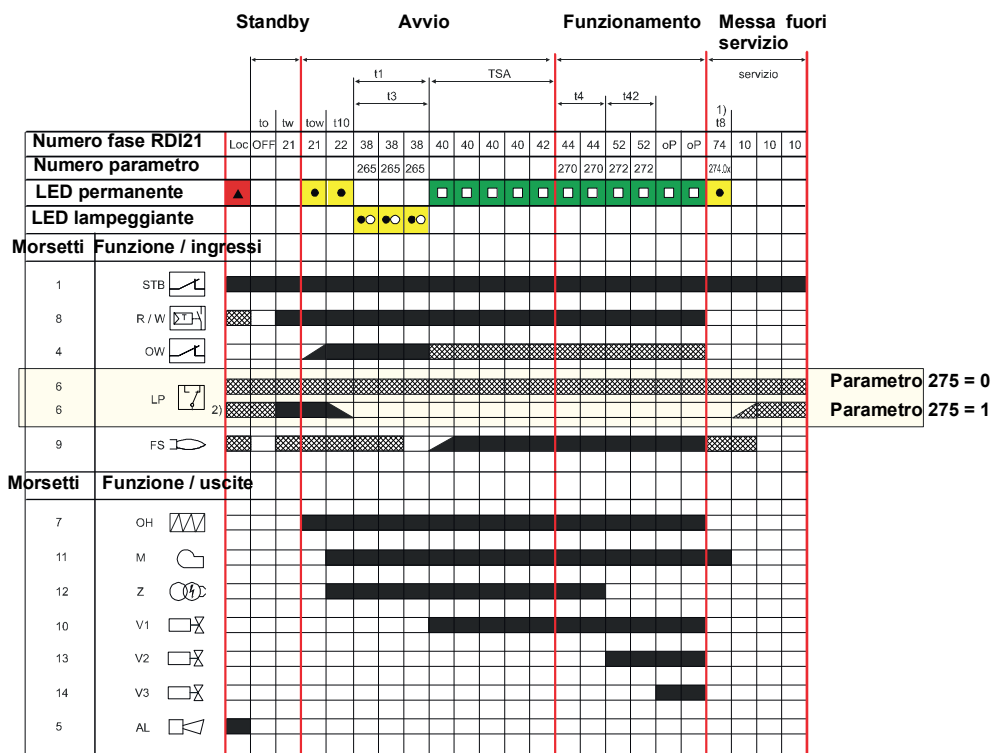 Standby Avvio Funzionamento Messa fuori
servizio
servizio
t1 TSA
t3 t4 t42
1)
to tw tow t10 t8
Numero fase RDI21 Loc OFF 21 21 22 38 38 38 40 40 40 40 42 44 44 52 52 oP oP 74 10 10 10
Numero parametro 265 265 265 270 270 272 272 274,0x
LED permanente
LED lampeggiante
Morsetti Funzione / ingressi
1 STB
8 R / W T
4 OW
6 Parametro 275 = 0
LP
6 2) Parametro 275 = 1
9 FS
Morsetti Funzione / uscite
7 OH
11 M
12 Z
10 V1
13 V2
14 V3
5 AL